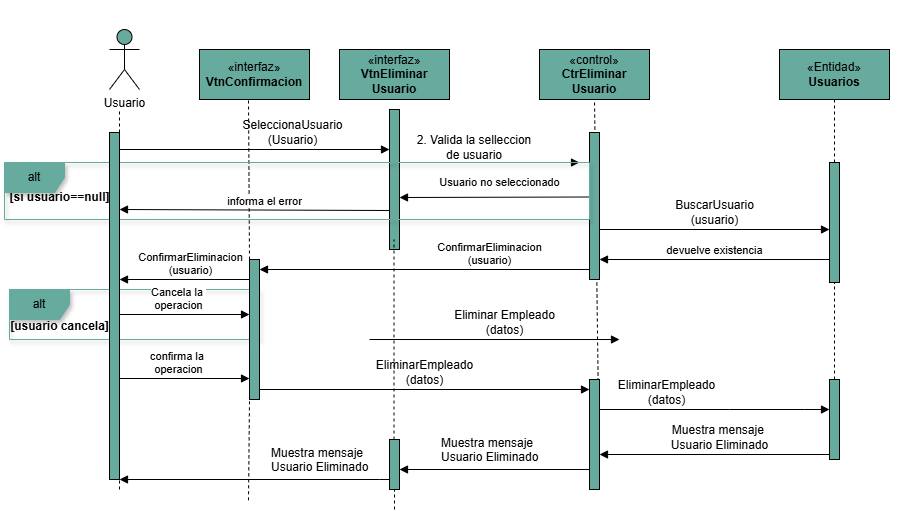 Usuario
«interfaz»
VtnConfirmacion
«interfaz»
VtnEliminar
Usuario
«control»
CtrEliminar
Usuario
«Entidad»
Usuarios
SeleccionaUsuario
(Usuario)
2. Valida la selleccion
de usuario
alt
[si usuario==null]
Usuario no seleccionado
informa el error
BuscarUsuario
(usuario)
devuelve existencia
ConfirmarEliminacion
(usuario)
ConfirmarEliminacion
(usuario)
alt
[usuario cancela]
Cancela la
operacion
Eliminar Empleado
(datos)
confirma la
operacion
EliminarEmpleado
(datos)
EliminarEmpleado
(datos)
Muestra mensaje
Usuario Eliminado
Muestra mensaje
Usuario Eliminado
Muestra mensaje
Usuario Eliminado